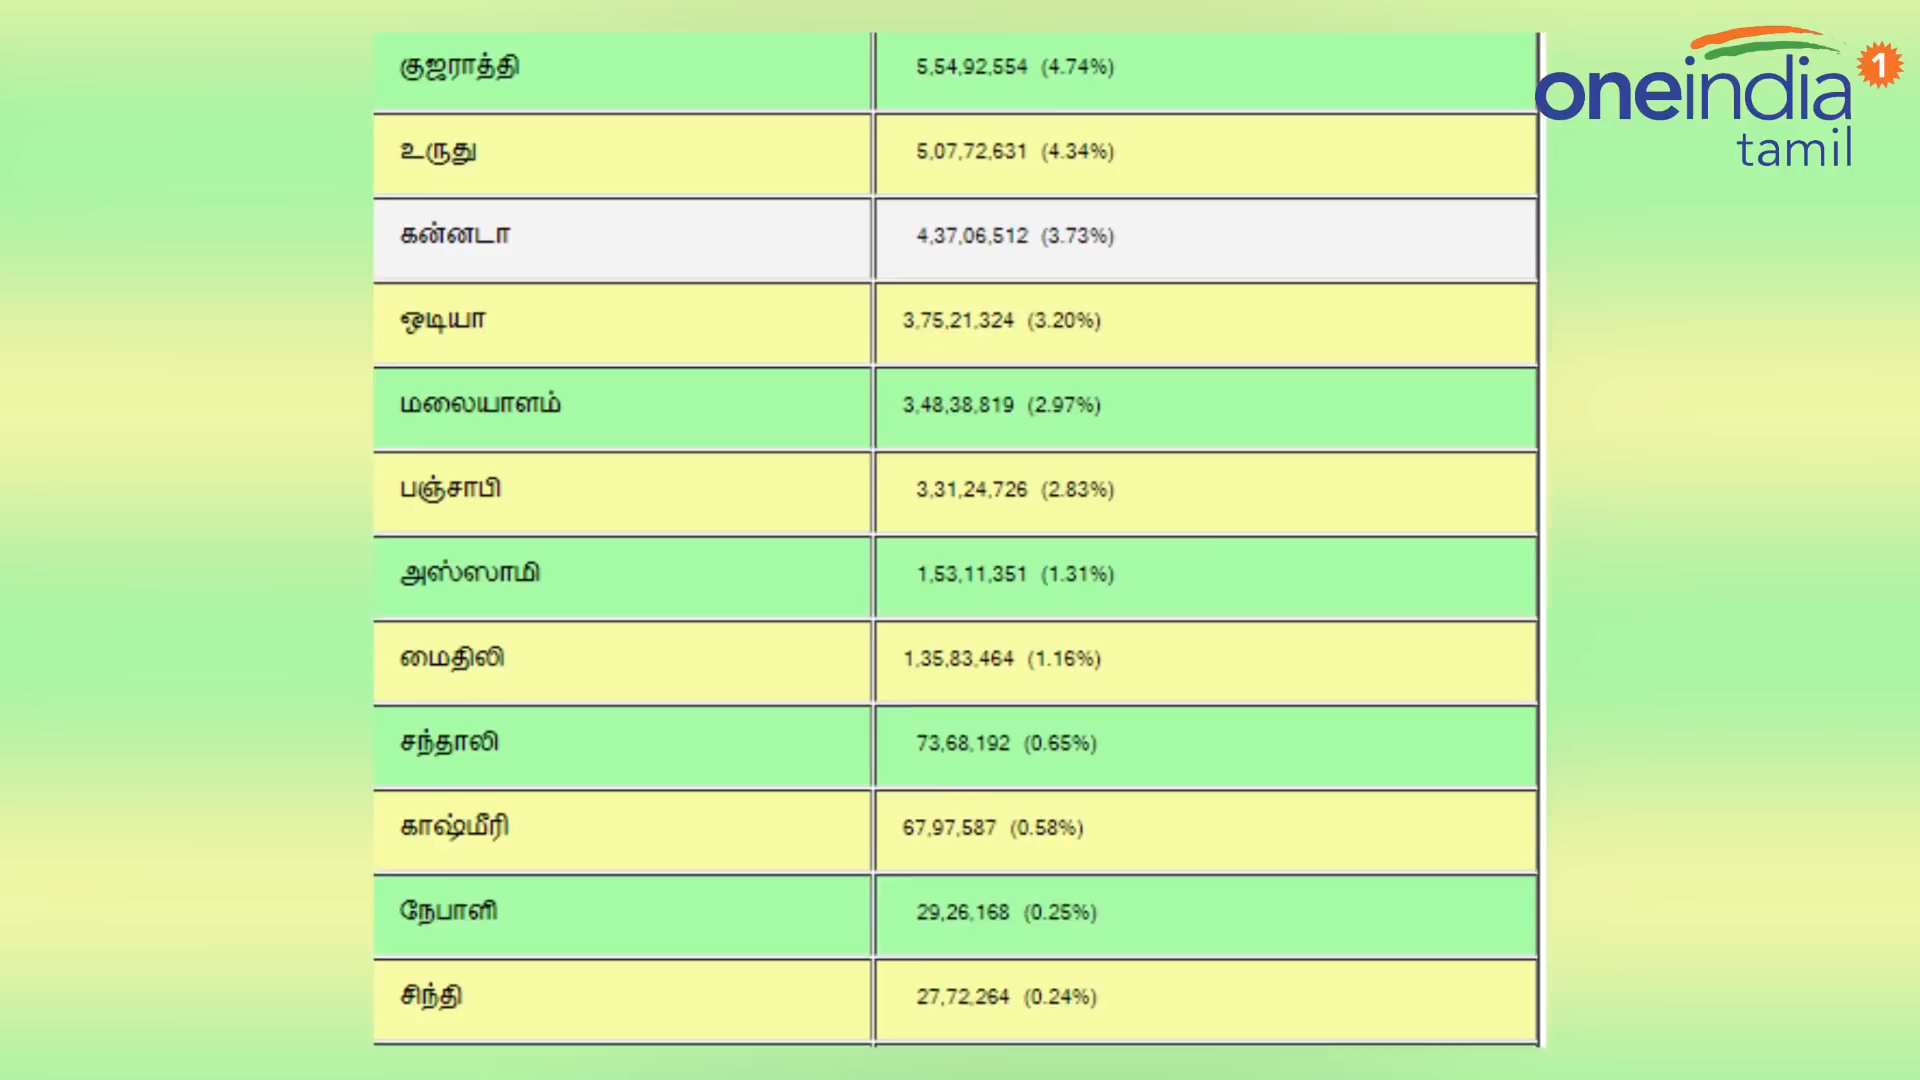 குஜராத்தி 5,54,92,554 (4.74%)
உருது 5,07,72,631 (4.34%)
கன்னடா 4,37,06,512 (3.73%)
ஒடியா 3,75,21,324 (3.20%)
மலையாளம் 3,48,38,819 (2.97%)
பஞ்சாபி 3,31,24,726 (2.83%)
அஸ்ஸாமி 1,53,11,351 (1.31%)
மைதிலி 1,35,83,464 (1.16%)
சந்தாலி 73,68,192 (0.65%)
காஷ்மீரி 67,97,587 (0.58%)
நேபாளி 29,26,168 (0.25%)
சிந்தி 27,72,264 (0.24%)
oneindia 1
tamil